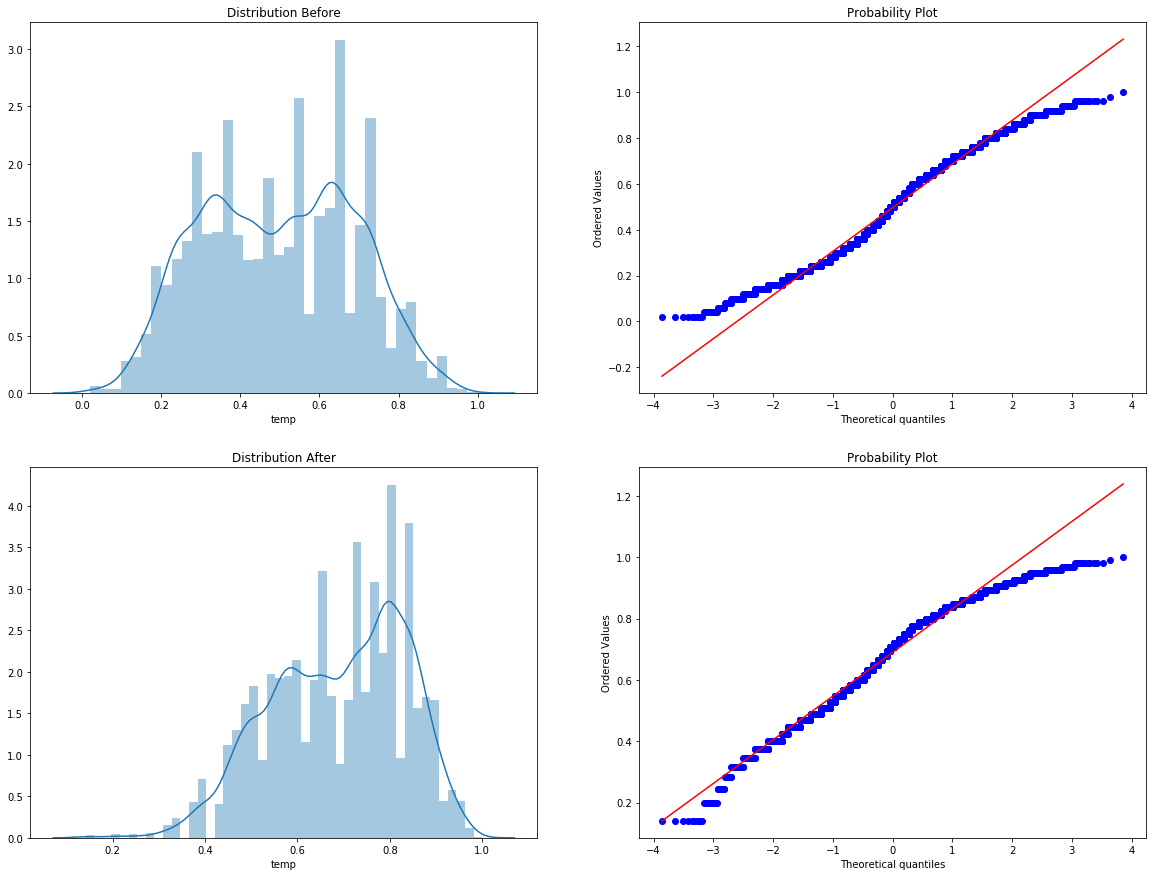 Distribution Before
3.0
2.5
2.0
1.5
1.0
0.5
0.0
0.0 0.2 0.4 0.6 0.8 1.0
temp
Probability Plot
Ordered Values
1.2
1.0
0.8
0.6
0.4
0.2
0.0
−0.2
−4 −3 −2 −1 0 1 2 3 4
Theoretical quantiles
Distribution After
4.0
3.5
3.0
2.5
2.0
1.5
1.0
0.5
0.0
0.2 0.4 0.6 0.8 1.0
temp
Probability Plot
Ordered Values
1.2
1.0
0.8
0.6
0.4
0.2
−4 −3 −2 −1 0 1 2 3 4
Theoretical quantiles